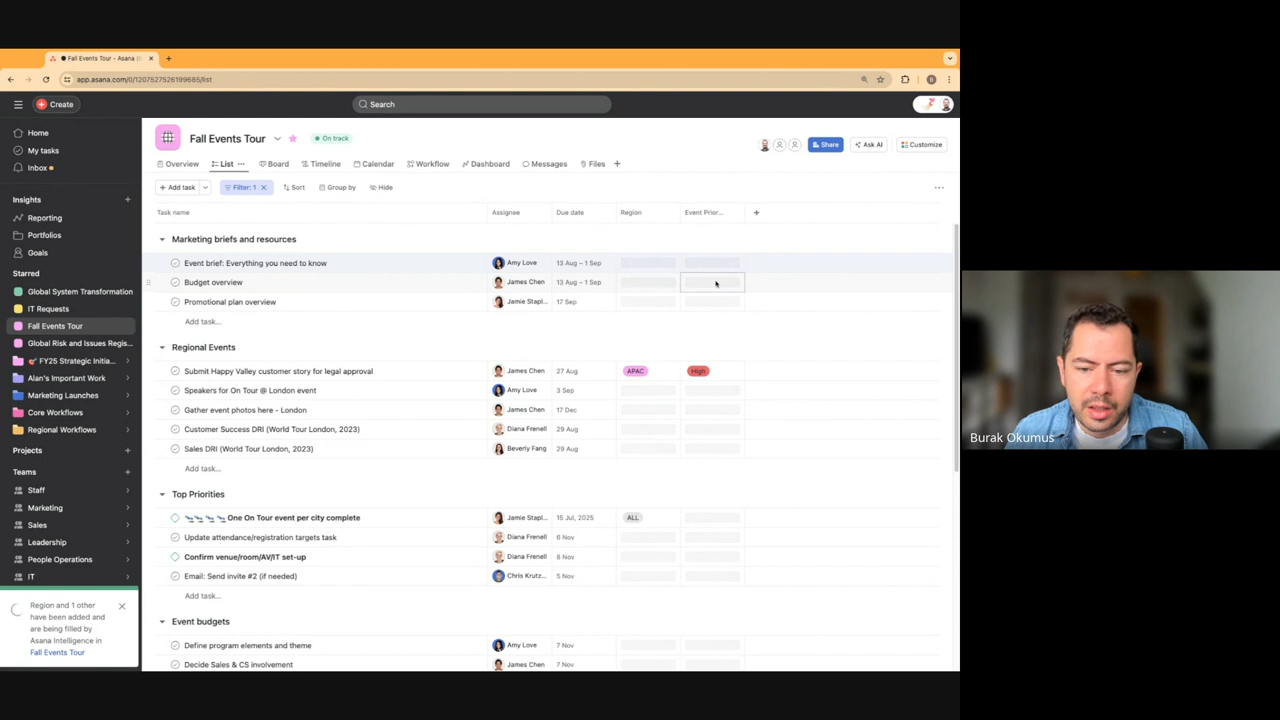 Fall Events Tour - Asana
app.asana.com/0/1207527526199685/list
B
Create
Search
Home
My tasks
Inbox
Insights
Reporting
Portfolios
Goals
Starred
Global System Transformation
IT Requests
Fall Events Tour
Global Risk and Issues Regis...
FY25 Strategic Initia...
Alan's Important Work
Marketing Launches
Core Workflows
Regional Workflows
Projects
Teams
Staff
Marketing
Sales
Leadership
People Operations
IT
Region and 1 other
have been added and
are being filled by
Asana Intelligence in
Fall Events Tour
Fall Events Tour
On track
Share
Ask AI
Customize
Overview List Board Timeline Calendar Workflow Dashboard Messages Files
Add task Filter: 1 Sort Group by Hide
Task name Assignee Due date Region Event Prior...
Marketing briefs and resources
Event brief: Everything you need to know Amy Love 13 Aug – 1 Sep
Budget overview James Chen 13 Aug – 1 Sep
Promotional plan overview Jamie Stapl... 17 Sep
Add task...
Regional Events
Submit Happy Valley customer story for legal approval James Chen 27 Aug APAC High
Speakers for On Tour @ London event Amy Love 3 Sep
Gather event photos here - London James Chen 17 Dec
Customer Success DRI (World Tour London, 2023) Diana Frenell 29 Aug
Sales DRI (World Tour London, 2023) Beverly Fang 29 Aug
Add task...
Top Priorities
One On Tour event per city complete Jamie Stapl... 15 Jul, 2025 ALL
Update attendance/registration targets task Diana Frenell 6 Nov
Confirm venue/room/AV/IT set-up Diana Frenell 8 Nov
Email: Send invite #2 (if needed) Chris Krutz... 5 Nov
Add task...
Event budgets
Define program elements and theme Amy Love 7 Nov
Decide Sales & CS involvement James Chen 7 Nov
Burak Okumus